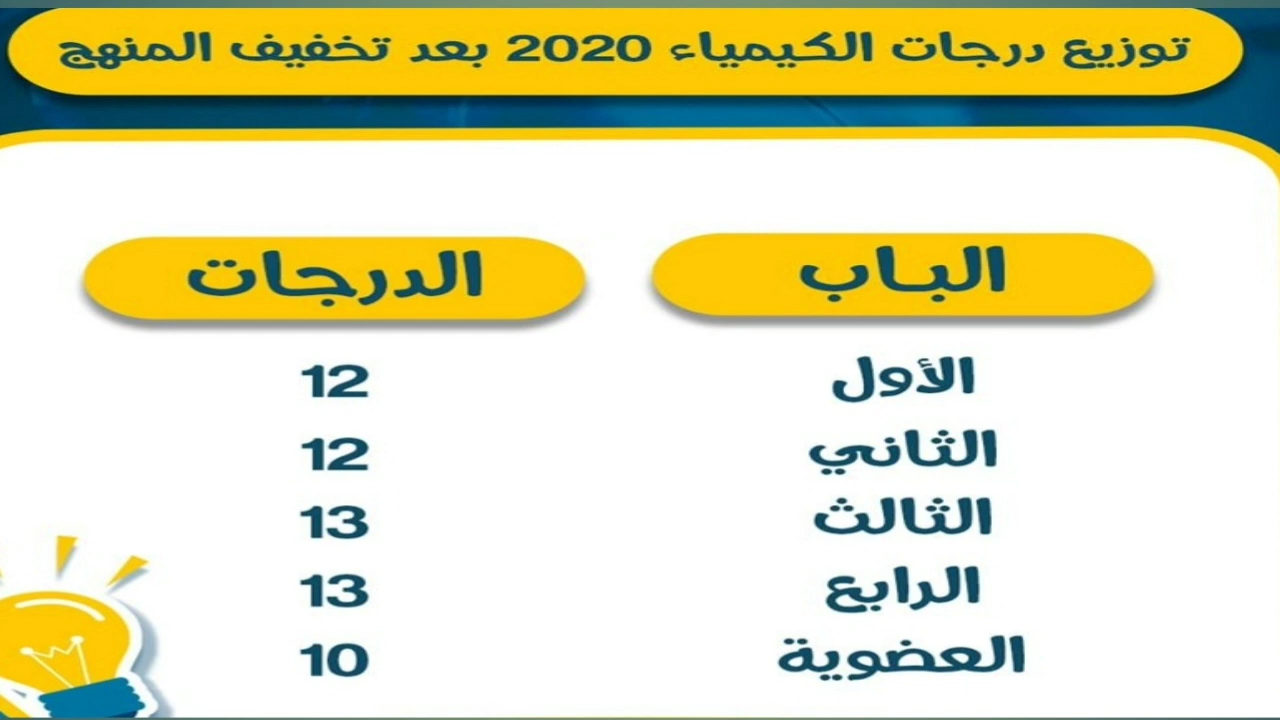 توزيع درجات الكيمياء 2020 بعد تخفيف المنهج
الباب الدرجات
الأول 12
الثاني 12
الثالث 13
الرابع 13
العضوية 10